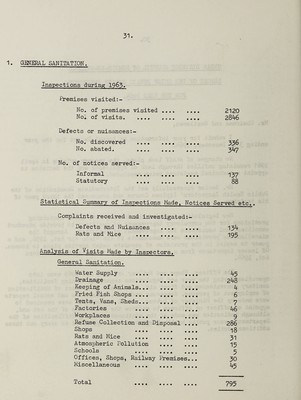 31.
1. GENERAL SANITATION.
Inspections during 1963.
Premises visited:-
No. of premises visited .... .... 2120
No. of visits. .... .... 2846
Defects or nuisances:-
No. discovered .... .... 336
No. abated. .... .... 347
No. of notices served:-
Informal .... .... 137
Statutory .... .... 88
Statistical Summary of Inspections Made, Notices Served etc..
Complaints received and investigated:-
Defects and Nuisances .... .... 134
Rats and Mice .... .... 195
Analysis of Visits Made by Inspectors.
General Sanitation.
Water Supply .... .... .... 45
Drainage .... .... .... 248
Keeping of Animals.... .... .... 4
Fried Fish Shops .... .... .... 6
Tents, Vans, Sheds.... .... .... 7
Factories .... .... .... 46
Workplaces .... .... .... 9
Refuse Collection and Disposal .... 286
Shops .... .... .... 18
Rats and Mice .... .... .... 31
Atmospheric Pollution .... .... 15
Schools .... .... .... 5
Offices, Shops, Railway Premises... 30
Miscellaneous .... .... .... 45
Total .... .... .... 795